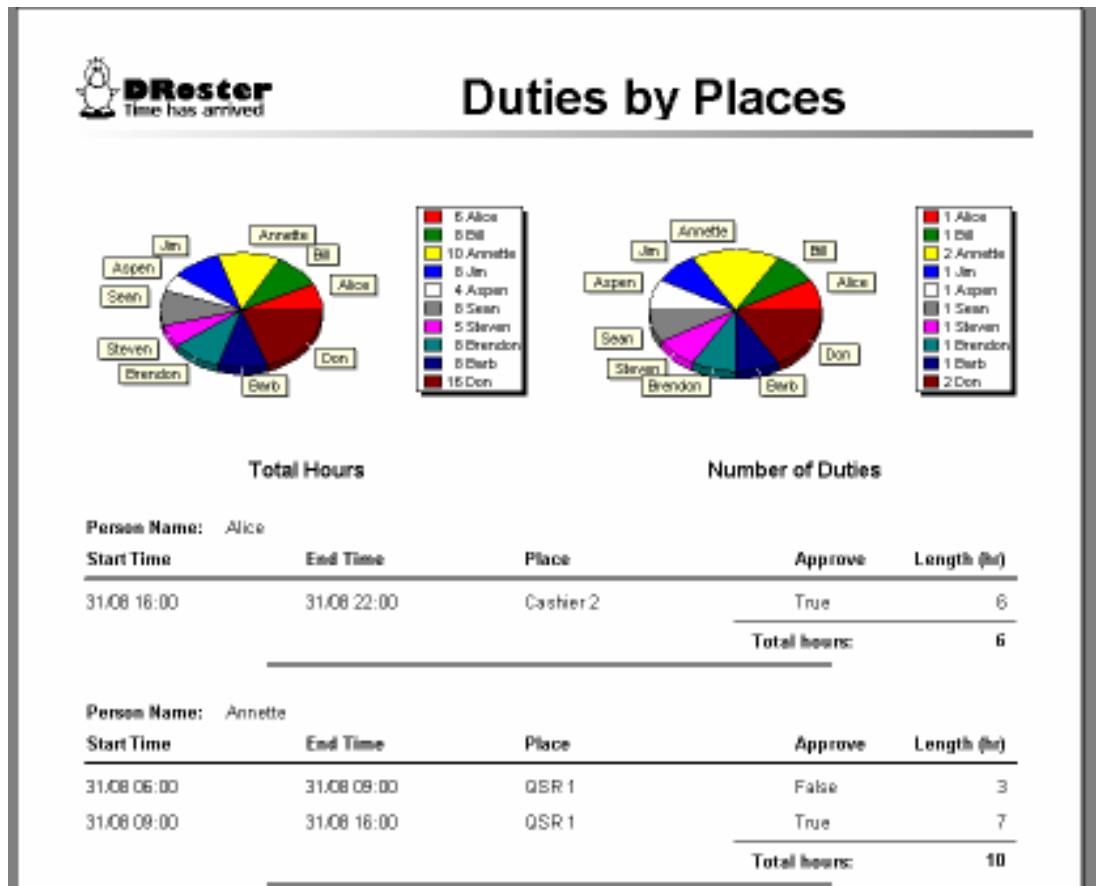 DRoster
Time has arrived
Duties by Places
Annette
Jim
Bill
Aspen
Alice
Sean
Steven
Don
Brendon
Barb
6 Alice
8 Bill
10 Annette
8 Jim
4 Aspen
8 Sean
5 Steven
8 Brendon
8 Barb
16 Don
Annette
Jim
Bill
Aspen
Alice
Sean
Don
Steven
Brendon
Barb
1 Alice
1 Bill
2 Annette
1 Jim
1 Aspen
1 Sean
1 Steven
1 Brendon
1 Barb
2 Don
Total Hours
Number of Duties
Person Name: Alice
Start Time End Time Place Approve Length (hr)
31/08 16:00 31/08 22:00 Cashier 2 True 6
Total hours: 6
Person Name: Annette
Start Time End Time Place Approve Length (hr)
31/08 06:00 31/08 09:00 QSR 1 False 3
31/08 09:00 31/08 16:00 QSR 1 True 7
Total hours: 10